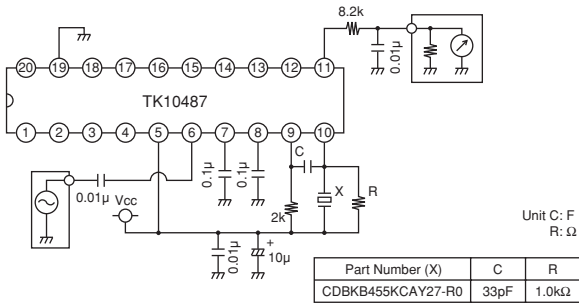 8.2k
0.01µ
20 19 18 17 16 15 14 13 12 11
TK10487
1 2 3 4 5 6 7 8 9 10
C
0.01µ
Vcc
0.1µ
0.1µ
2k
X
R
0.01µ
+
10µ
Unit C: F
R: Ω
Part Number (X) C R
CDBKB455KCAY27-R0 33pF 1.0kΩ